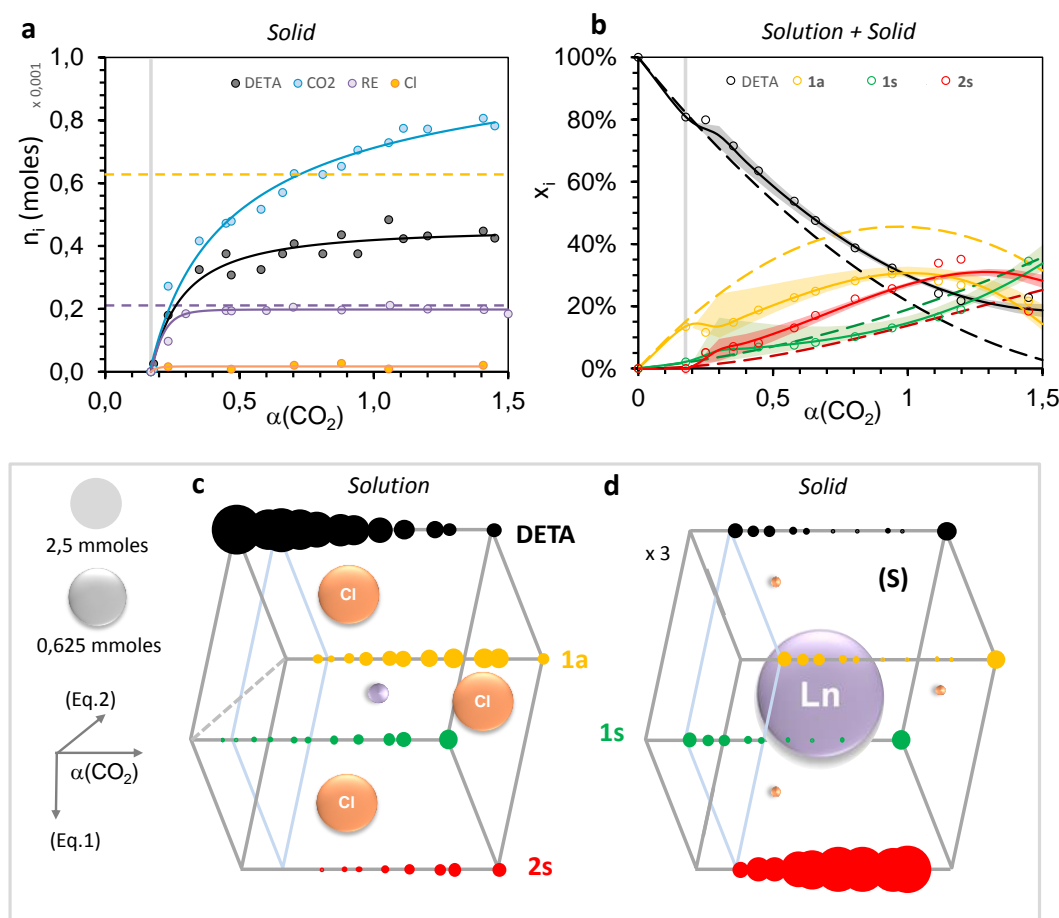 a
Solid
1,0
0,8
0,6
0,4
0,2
0,0
x 0,001
nᵢ (moles)
DETA CO2 RE Cl
0,0 0,5 1,0 1,5
α(CO₂)
b
Solution + Solid
100%
80%
60%
40%
20%
0%
xᵢ
DETA 1a 1s 2s
0 0,5 1 1,5
α(CO₂)
2,5 mmoles
0,625 mmoles
(Eq.2)
α(CO₂)
(Eq.1)
c
Solution
DETA
Cl
1a
Cl
1s
Cl
2s
d
Solid
x 3
(S)
Ln